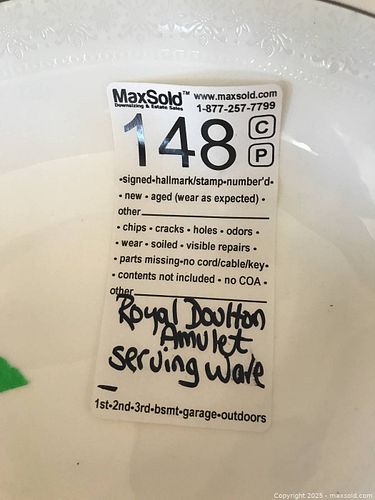 MaxSold™ www.maxsold.com
Downsizing & Estate Sales 1-877-257-7799
148 C
P
•signed•hallmark/stamp•number'd•
• new • aged (wear as expected) •
other
• chips • cracks • holes • odors •
• wear • soiled • visible repairs •
• parts missing•no cord/cable/key•
• contents not included • no COA •
other
Royal Doulton
Amulet
serving ware
1st•2nd•3rd•bsmt•garage•outdoors
Copyright 2025 - maxsold.com